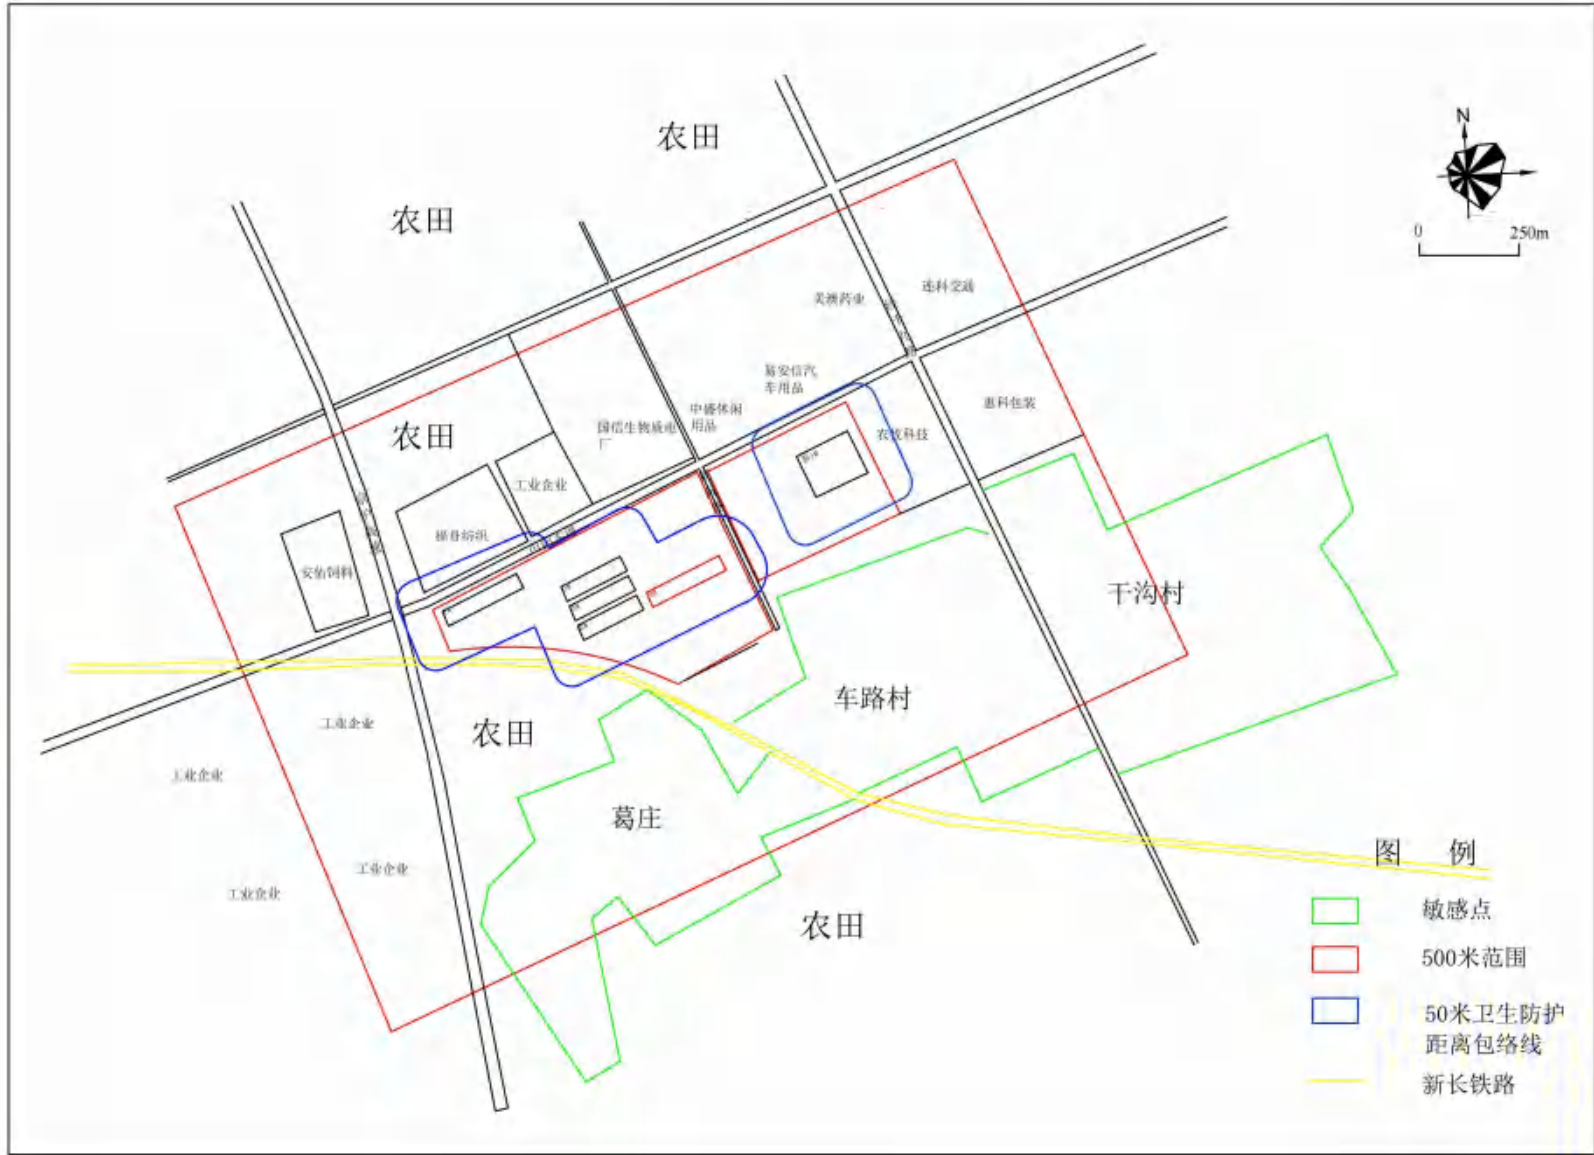 农田
N
农田
0 250m
连科交通
美澳药业
易安信汽
车用品
惠科包装
中盛休闲
用品
国信生物质电
厂
农田
农优科技
工业企业
福舟纺织
安佑饲料
干沟村
车路村
工业企业
农田
工业企业
葛庄
图 例
工业企业
工业企业
敏感点
农田
500米范围
50米卫生防护
距离包络线
新长铁路